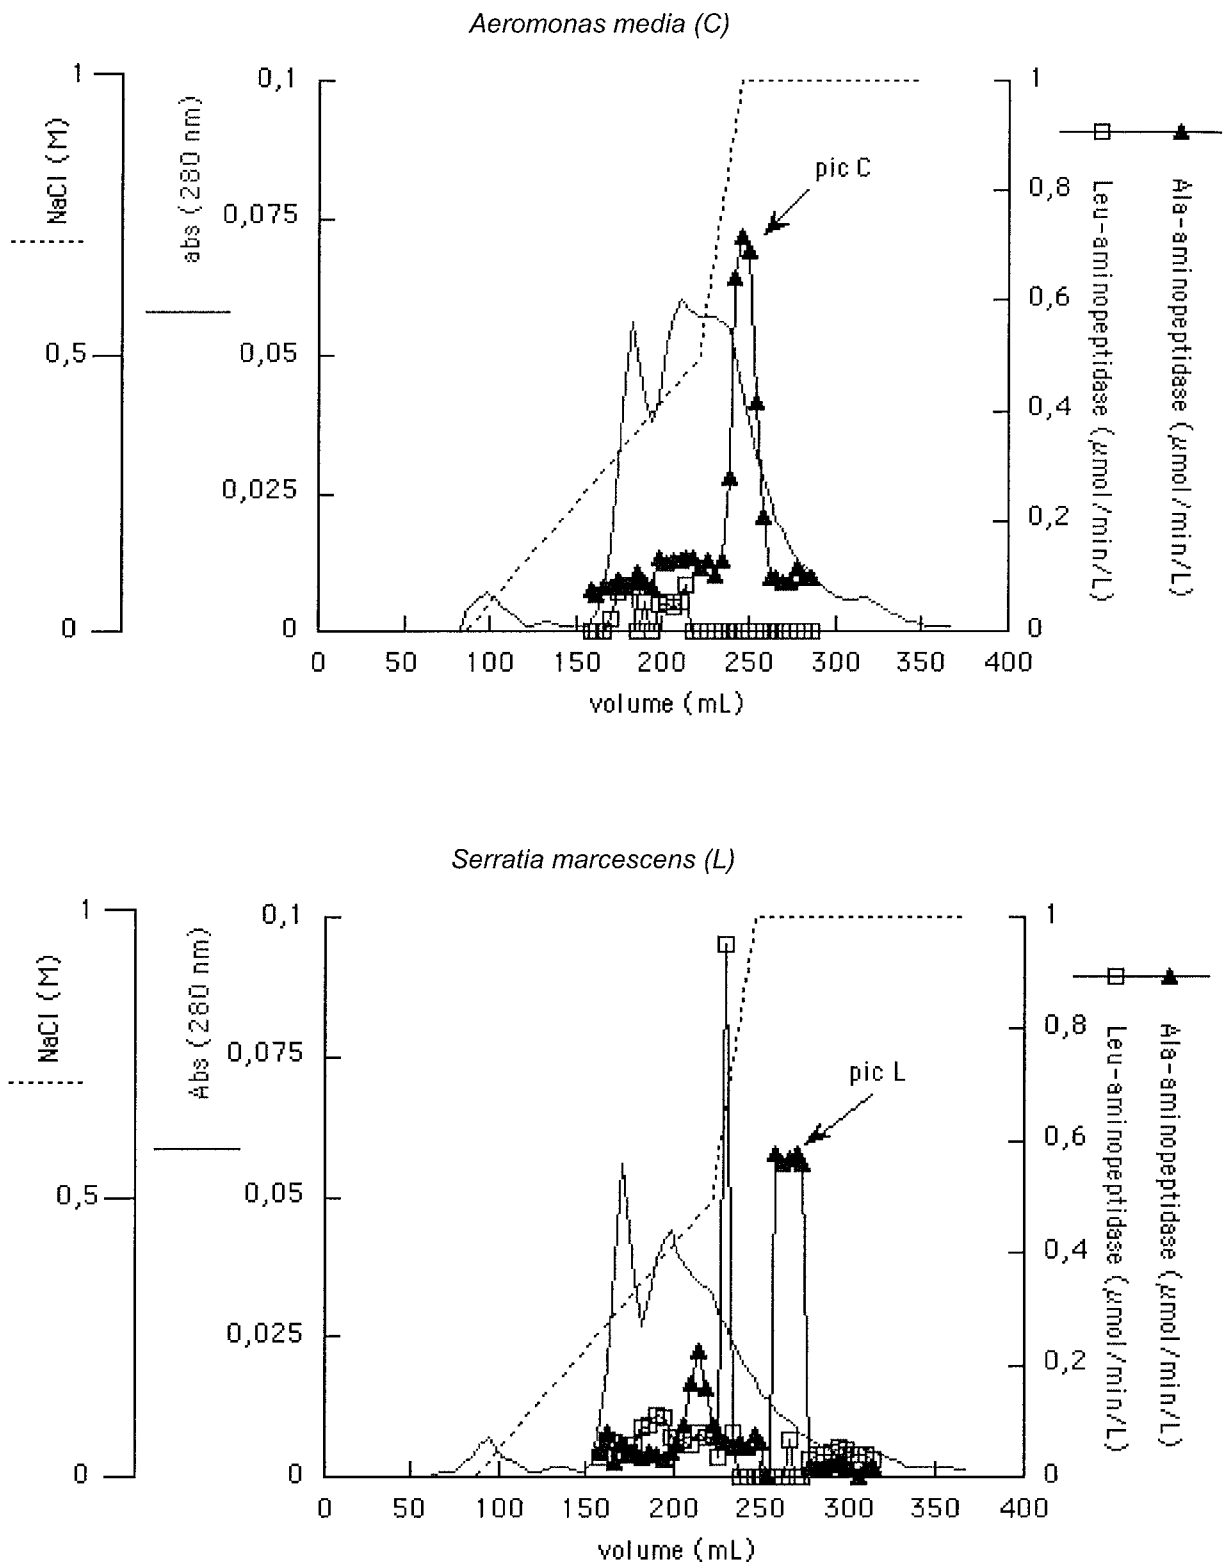 Aeromonas media (C)
NaCl (M)
1
0,5
0
abs (280 nm)
0,1
0,075
0,05
0,025
0
pic C
1
0,8
0,6
0,4
0,2
0
Leu-aminopeptidase (µmol/min/L)
Ala-aminopeptidase (µmol/min/L)
0 50 100 150 200 250 300 350 400
volume (mL)
Serratia marcescens (L)
NaCl (M)
1
0,5
0
Abs (280 nm)
0,1
0,075
0,05
0,025
0
pic L
1
0,8
0,6
0,4
0,2
0
Leu-aminopeptidase (µmol/min/L)
Ala-aminopeptidase (µmol/min/L)
0 50 100 150 200 250 300 350 400
volume (mL)